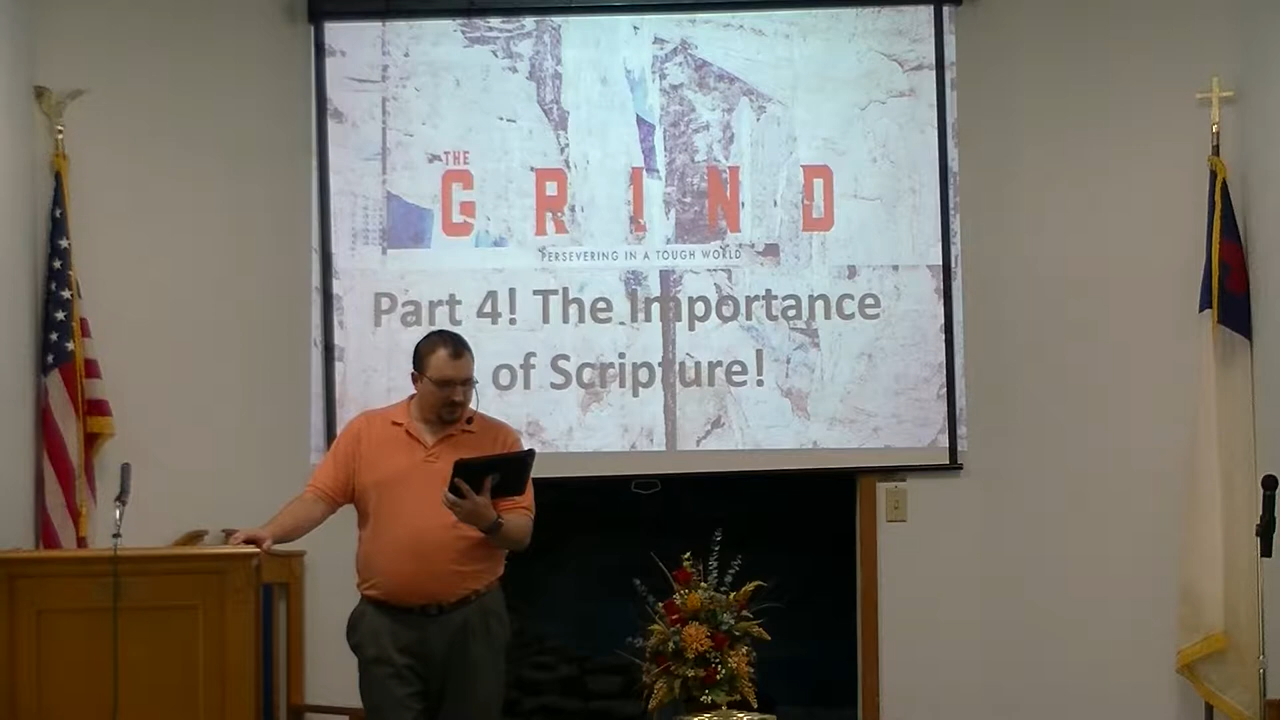 THE
GRIND
PERSEVERING IN A TOUGH WORLD
Part 4! The Importance
of Scripture!